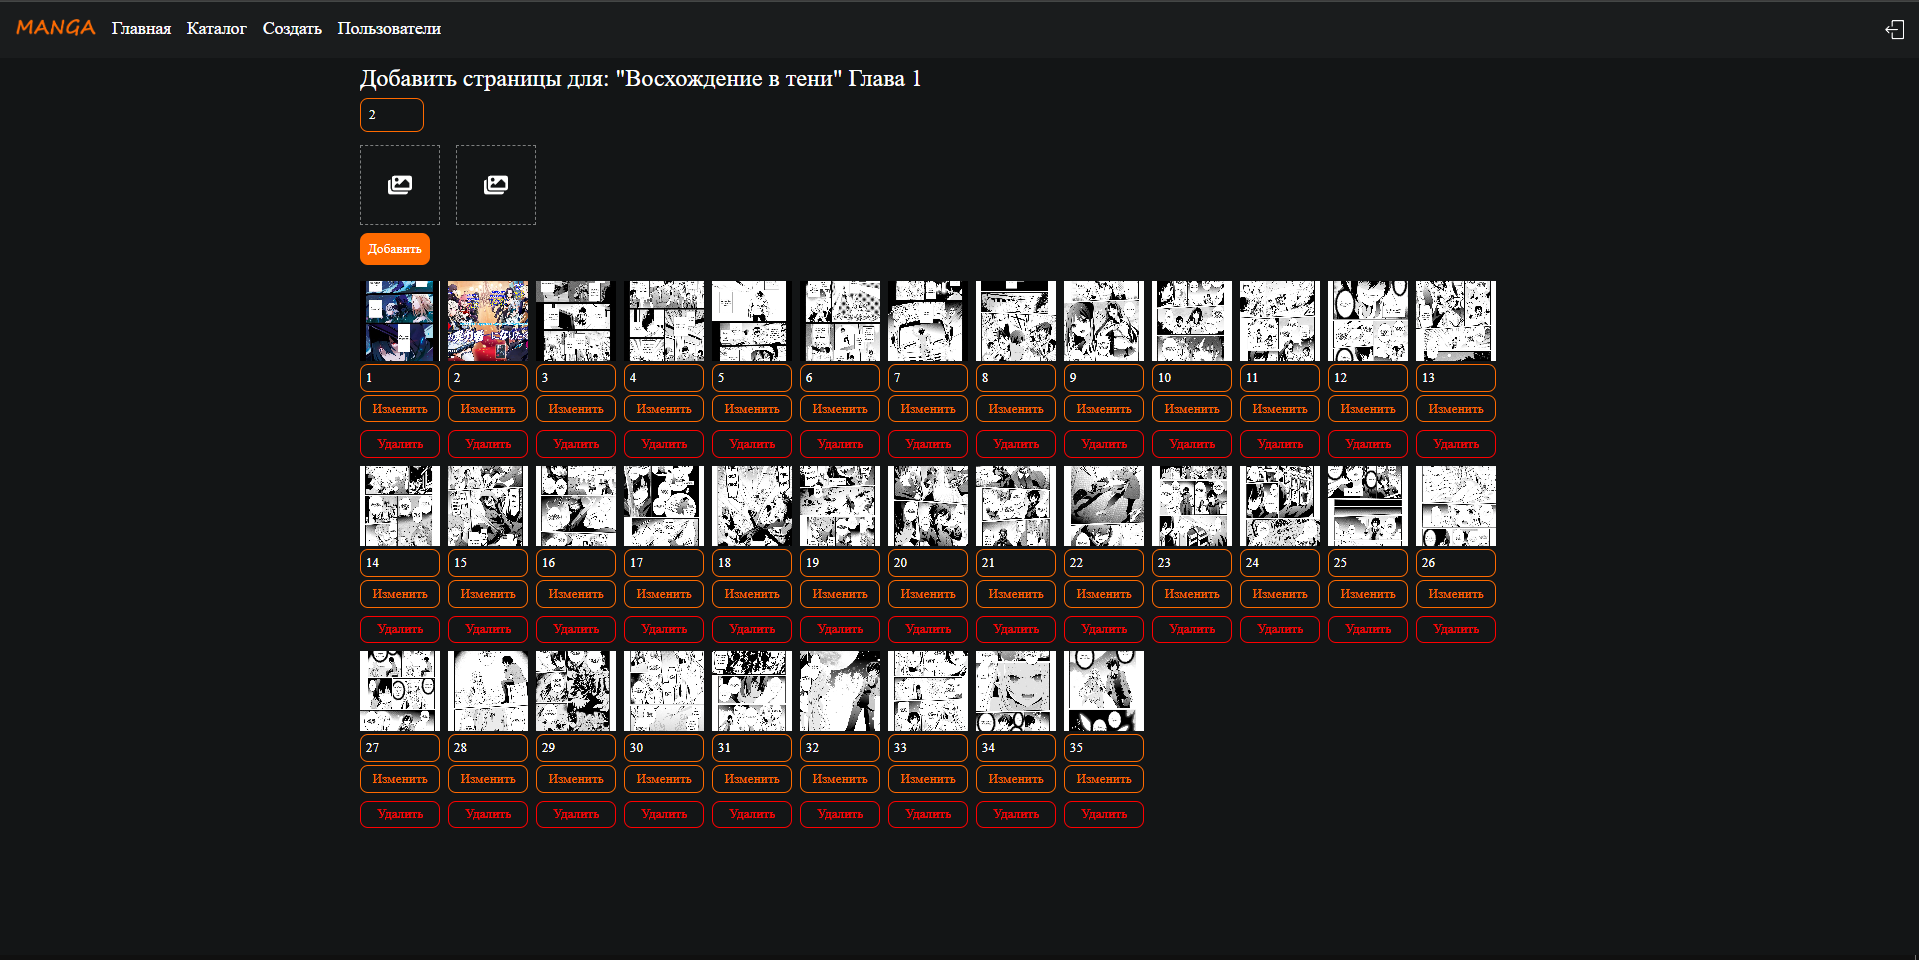 MANGA Главная Каталог Создать Пользователи
Добавить страницы для: "Восхождение в тени" Глава 1
2
Добавить
1 2 3 4 5 6 7 8 9 10 11 12 13
Изменить Изменить Изменить Изменить Изменить Изменить Изменить Изменить Изменить Изменить Изменить Изменить Изменить
Удалить Удалить Удалить Удалить Удалить Удалить Удалить Удалить Удалить Удалить Удалить Удалить Удалить
14 15 16 17 18 19 20 21 22 23 24 25 26
Изменить Изменить Изменить Изменить Изменить Изменить Изменить Изменить Изменить Изменить Изменить Изменить Изменить
Удалить Удалить Удалить Удалить Удалить Удалить Удалить Удалить Удалить Удалить Удалить Удалить Удалить
27 28 29 30 31 32 33 34 35
Изменить Изменить Изменить Изменить Изменить Изменить Изменить Изменить Изменить
Удалить Удалить Удалить Удалить Удалить Удалить Удалить Удалить Удалить